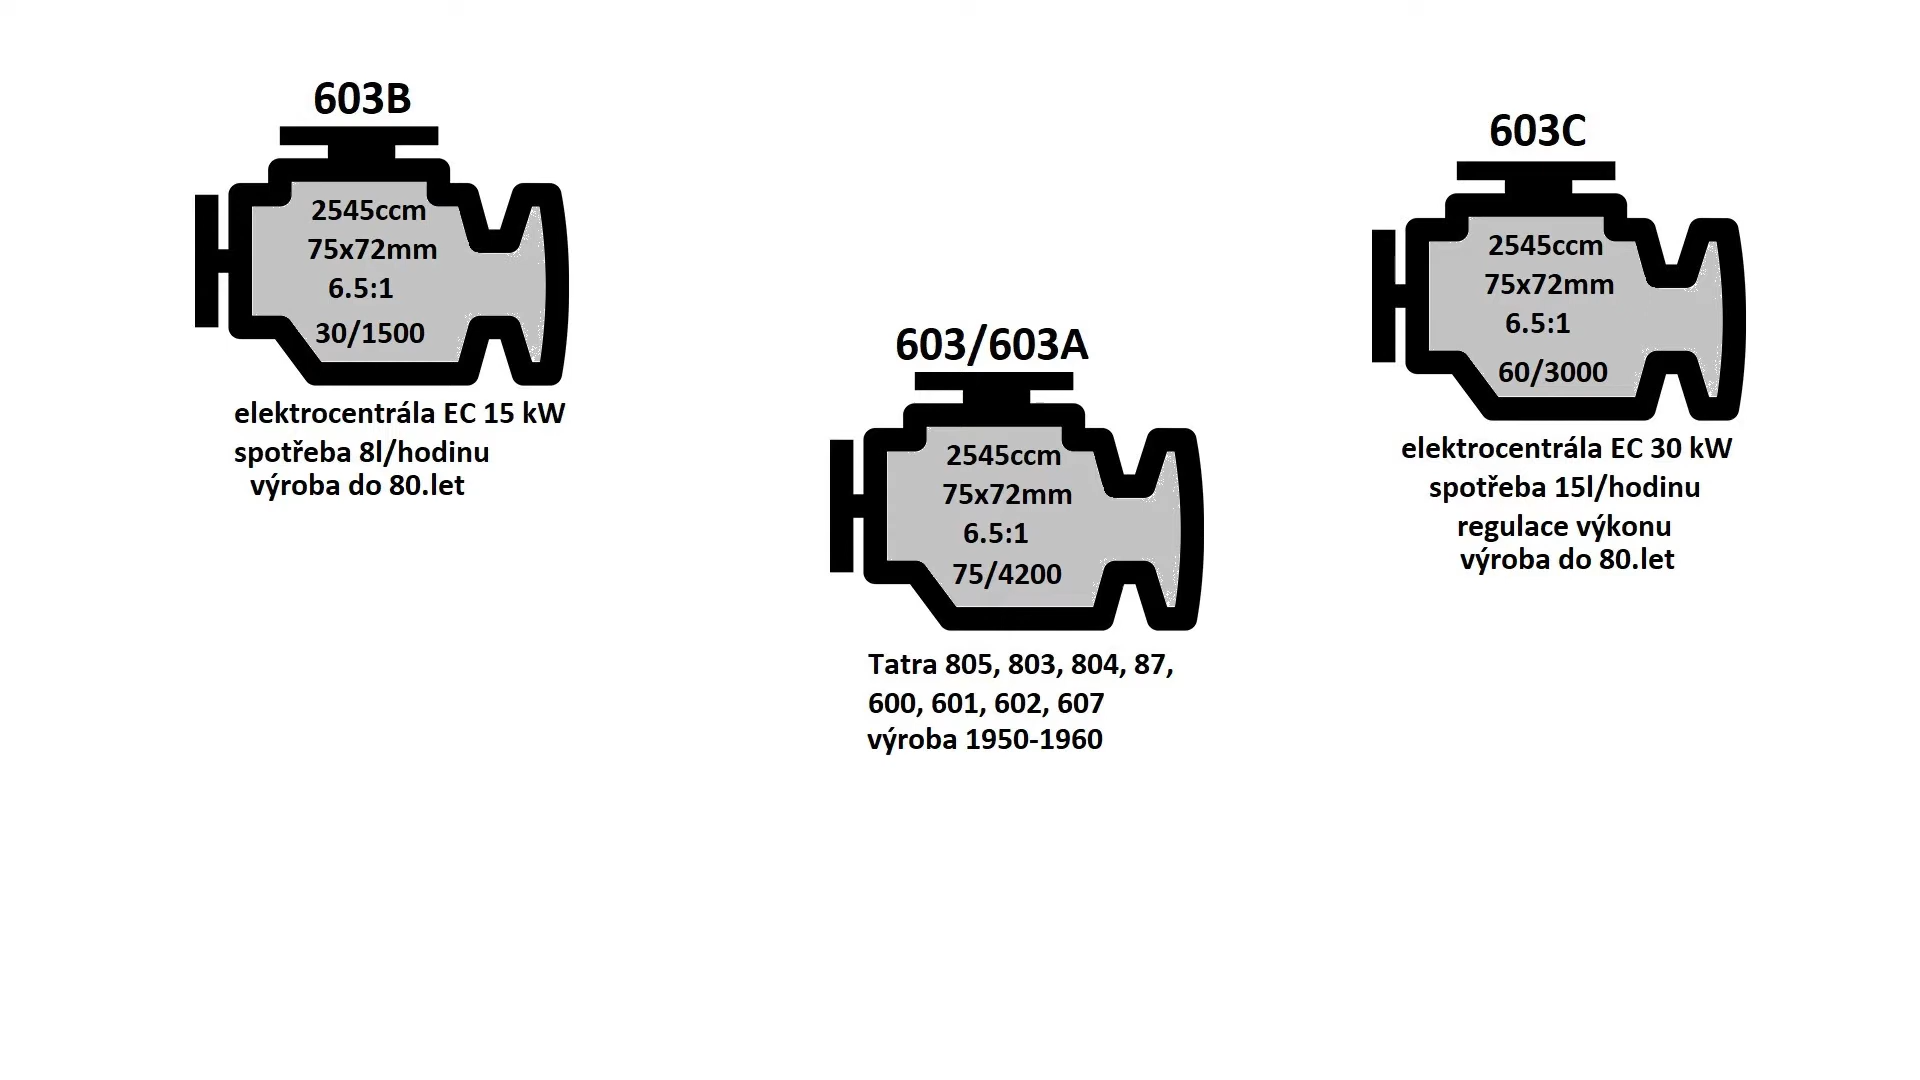 603B
2545ccm
75x72mm
6.5:1
30/1500
elektrocentrála EC 15 kW
spotřeba 8l/hodinu
výroba do 80.let
603/603A
2545ccm
75x72mm
6.5:1
75/4200
Tatra 805, 803, 804, 87,
600, 601, 602, 607
výroba 1950-1960
603C
2545ccm
75x72mm
6.5:1
60/3000
elektrocentrála EC 30 kW
spotřeba 15l/hodinu
regulace výkonu
výroba do 80.let